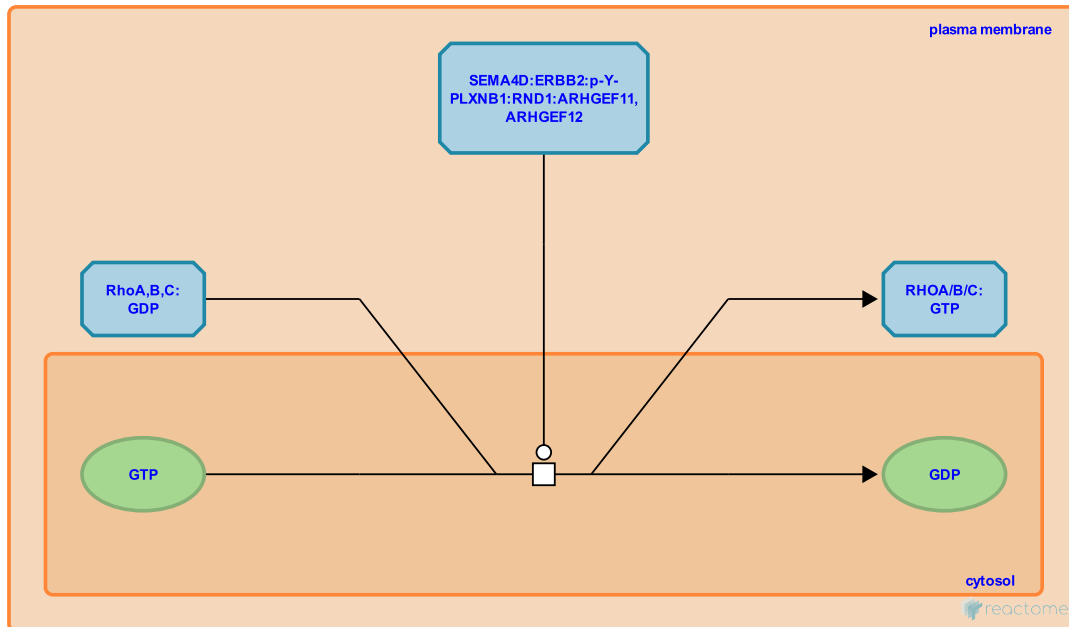 plasma membrane
SEMA4D:ERBB2:p-Y-
PLXNB1:RND1:ARHGEF11,
ARHGEF12
RhoA,B,C:
GDP
RHOA/B/C:
GTP
GTP
GDP
cytosol
reactome